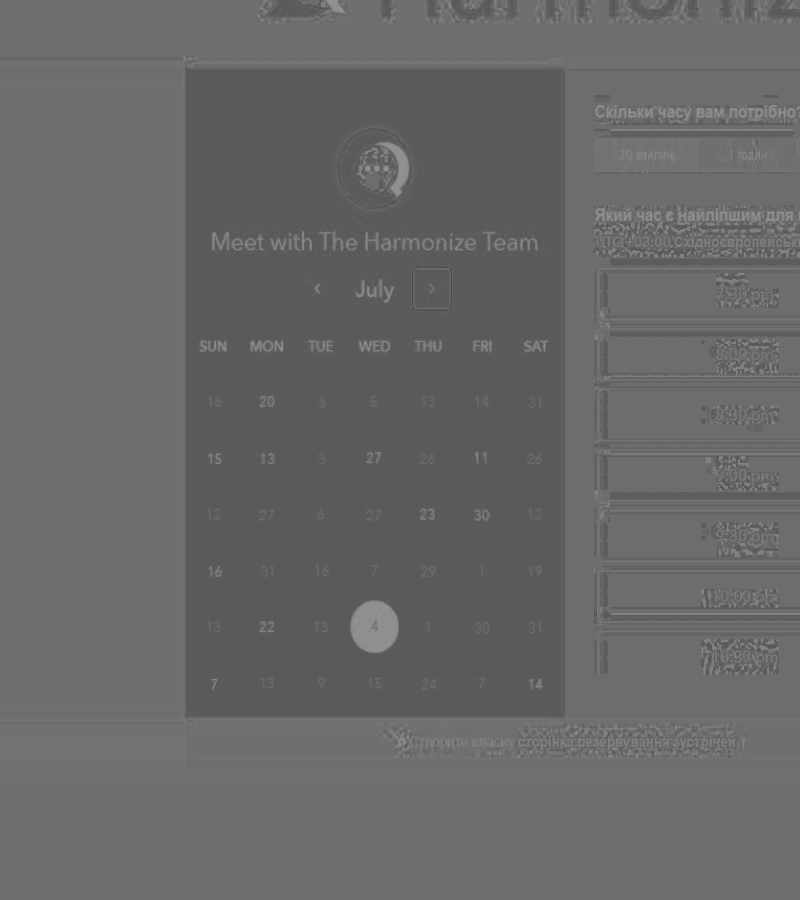 Harmoniz
Скільки часу вам потрібно?
30 хвилин 1 годин
Meet with The Harmonize Team
Який час є найліпшим для
July
UTC+03:00 Східноєвропейськ
7:30 pm
SUN MON TUE WED THU FRI SAT
8:00 pm
16 20 3 5 13 14 31
8:30 pm
15 13 3 27 26 11 26
9:00 pm
12 27 6 27 23 30 12
9:30 pm
16 31 16 7 29 1 19
10:00 pm
13 22 13 4 1 30 31
10:30 pm
7 13 9 15 24 7 14
Створити власну сторінка резервування зустрічей